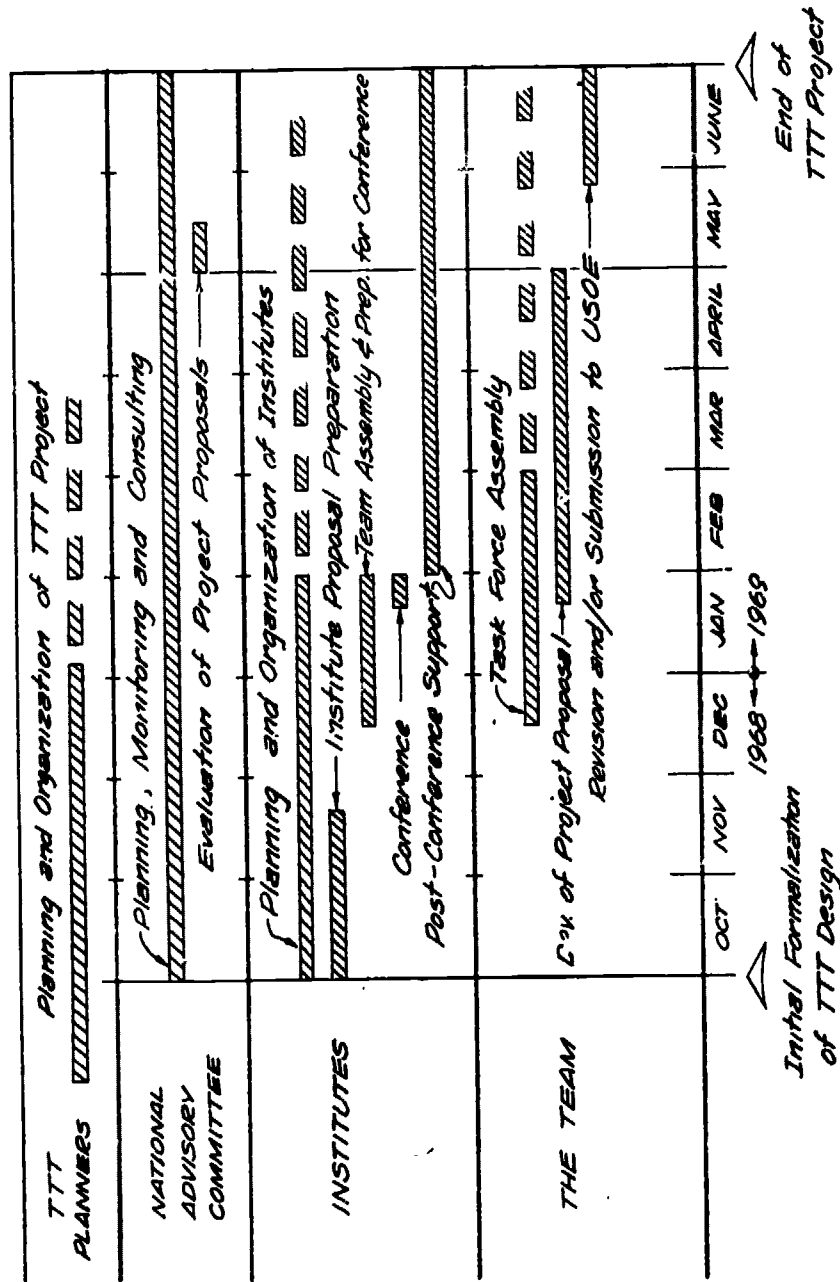 TTT
PLANNERS
Planning and Organization of TTT Project
NATIONAL
ADVISORY
COMMITTEE
Planning, Monitoring and Consulting
Evaluation of Project Proposals
INSTITUTES
Planning and Organization of Institutes
Institute Proposal Preparation
Team Assembly & Prep. for Conference
Conference
Post-Conference Support
THE TEAM
Task Force Assembly
of Project Proposal
Revision and/or Submission to USOE
OCT NOV DEC JAN FEB MAR APRIL MAY JUNE
1968 1969
Initial Formalization
of TTT Design
End of
TTT Project